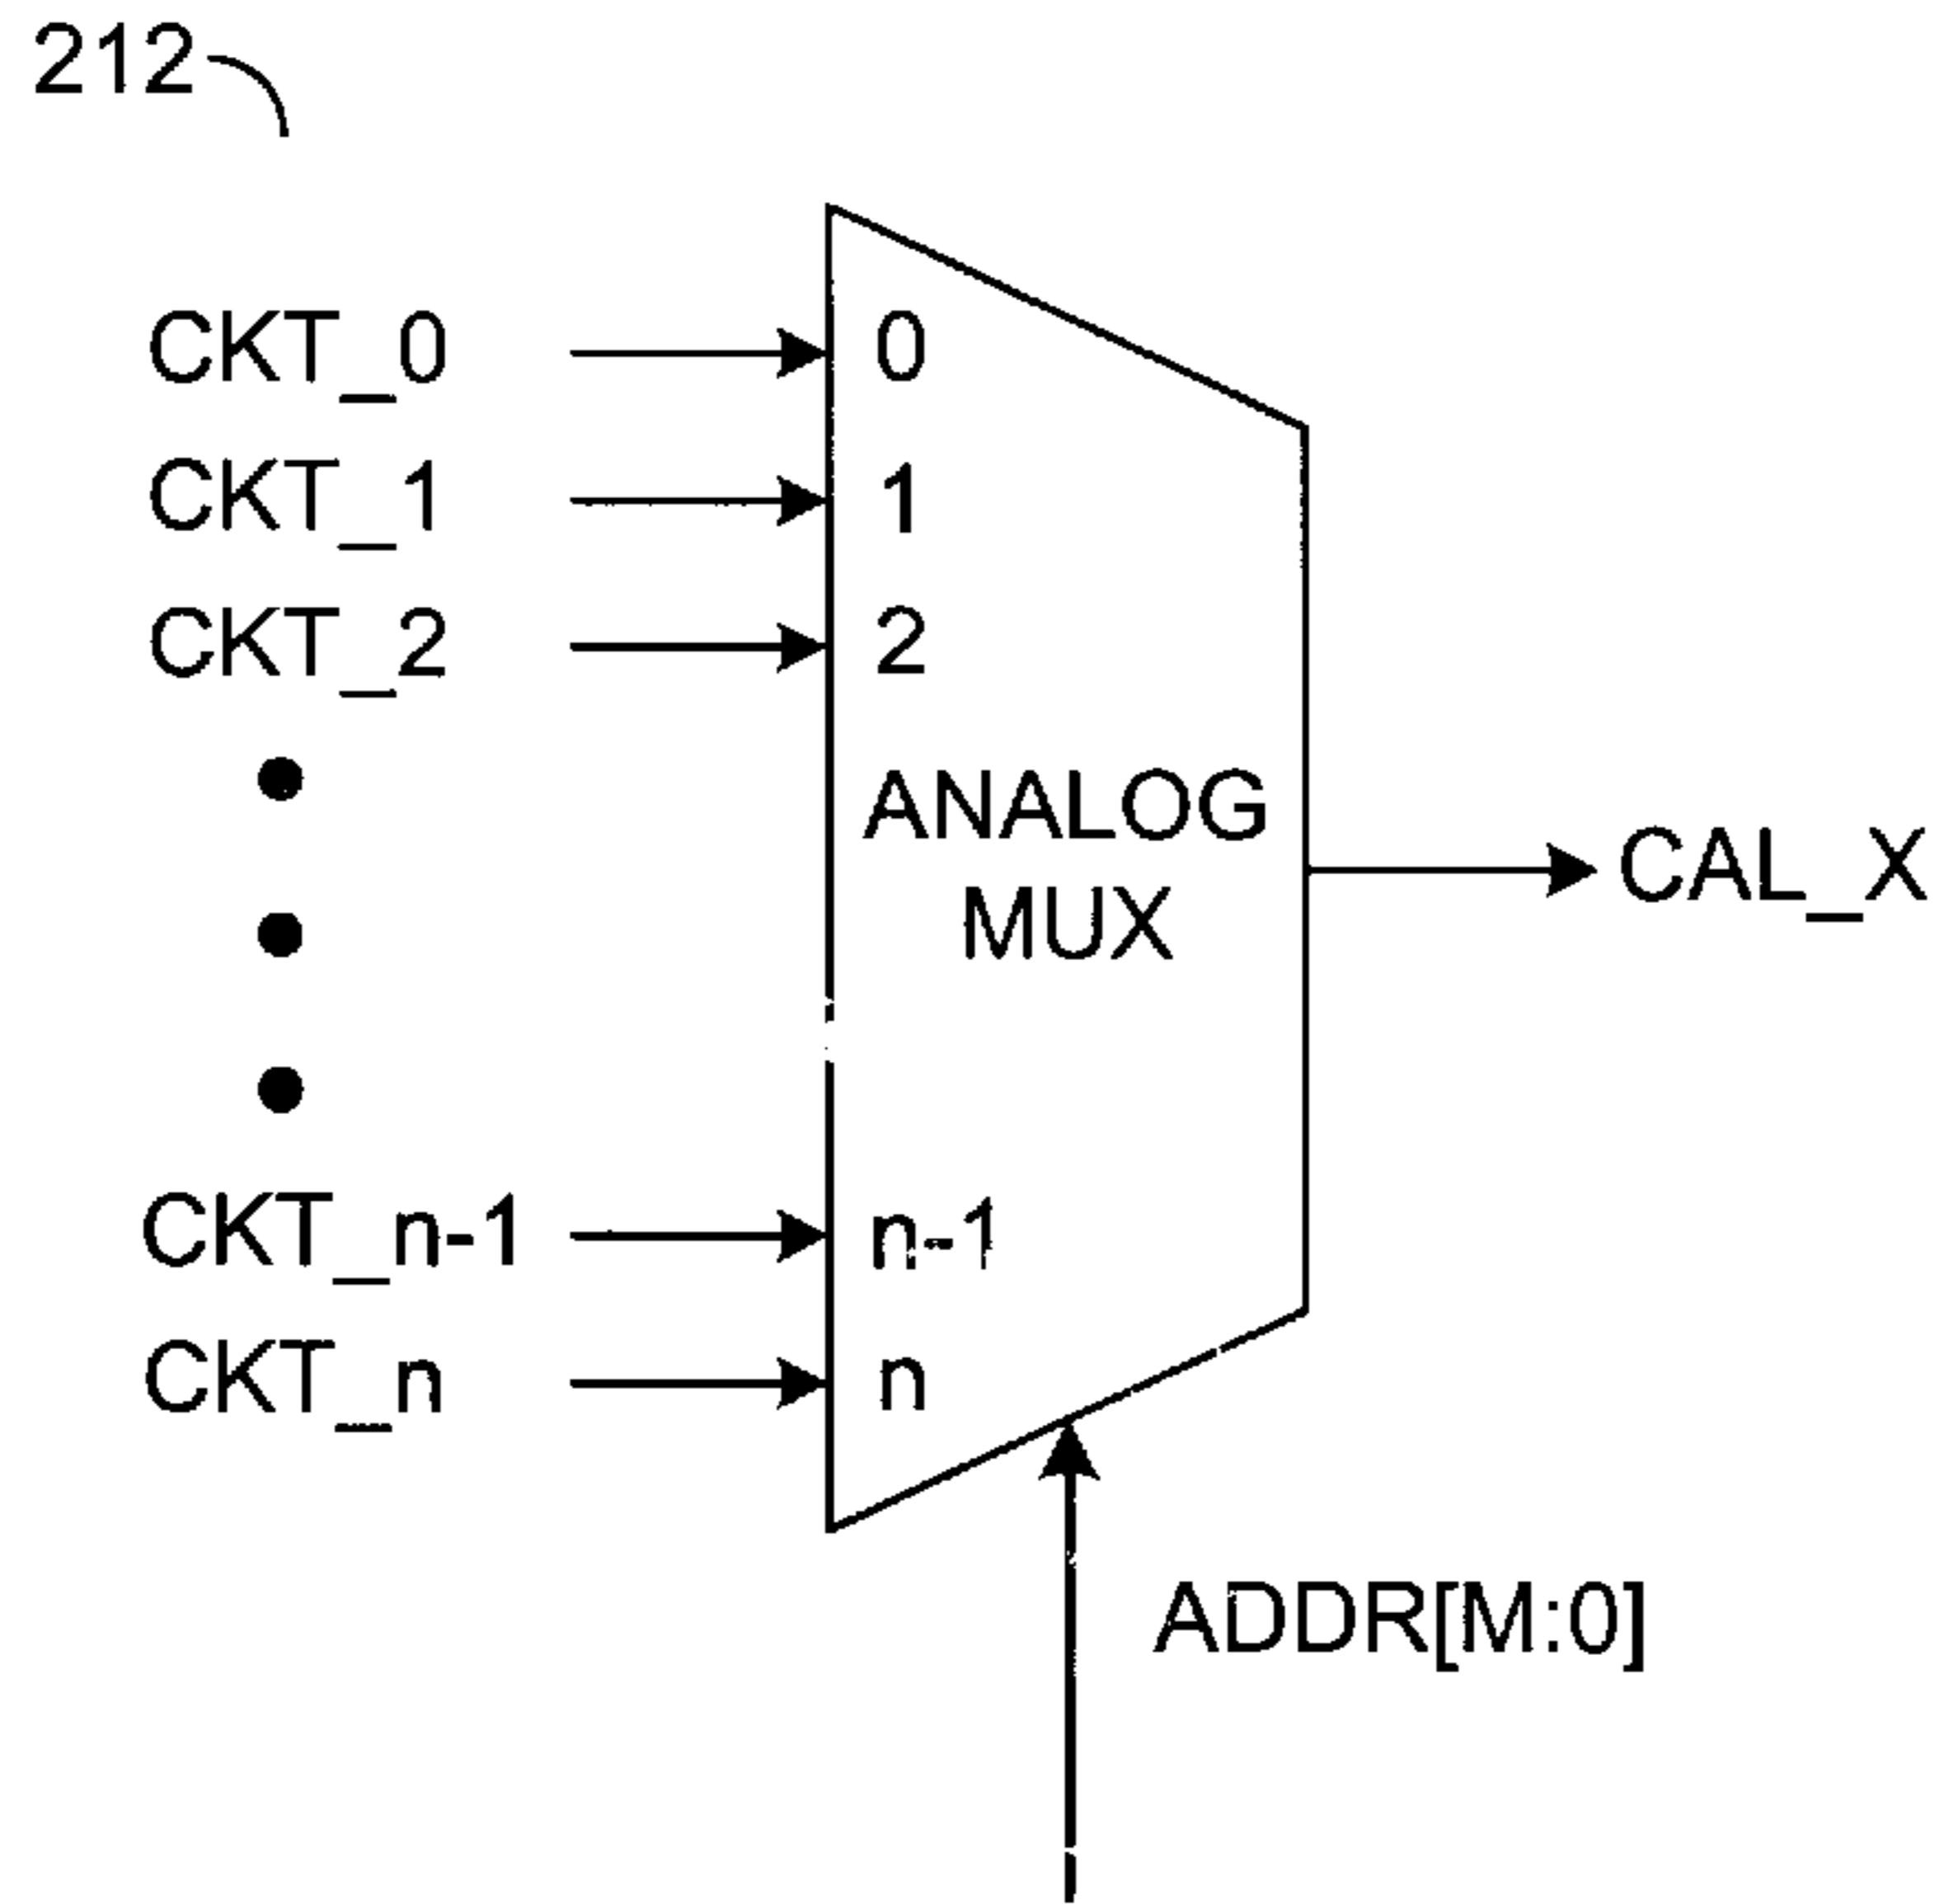 212
CKT_0
0
CKT_1
1
CKT_2
2
ANALOG
MUX
CAL_X
CKT_n-1
n-1
CKT_n
n
ADDR[M:0]